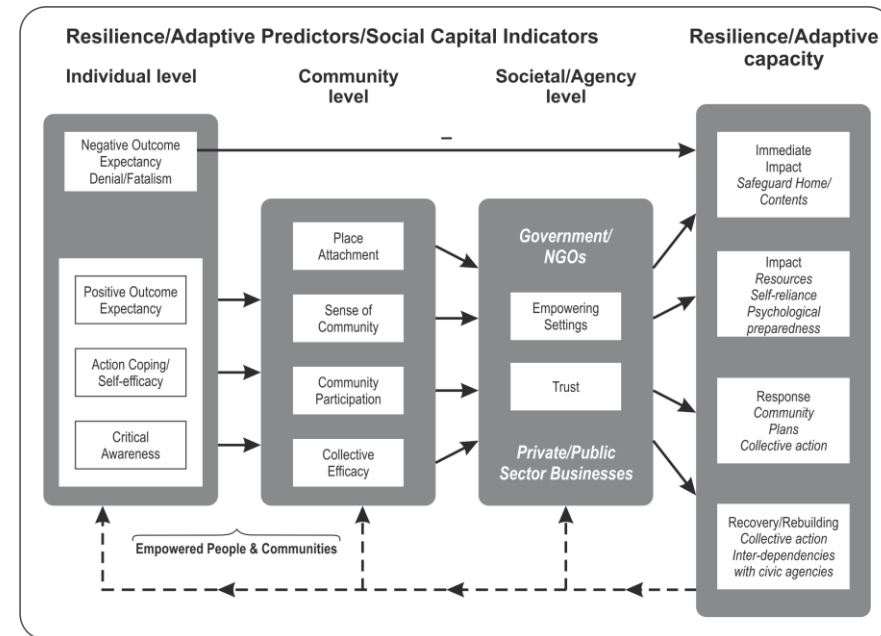 Resilience/Adaptive Predictors/Social Capital Indicators
Resilience/Adaptive
capacity
Individual level
Community
level
Societal/Agency
level
Negative Outcome
Expectancy
Denial/Fatalism
–
Positive Outcome
Expectancy
Action Coping/
Self-efficacy
Critical
Awareness
Place
Attachment
Sense of
Community
Community
Participation
Collective
Efficacy
Government/
NGOs
Empowering
Settings
Trust
Private/Public
Sector Businesses
Immediate
Impact
Safeguard Home/
Contents
Impact
Resources
Self-reliance
Psychological
preparedness
Response
Community
Plans
Collective action
Recovery/Rebuilding
Collective action
Inter-dependencies
with civic agencies
Empowered People & Communities